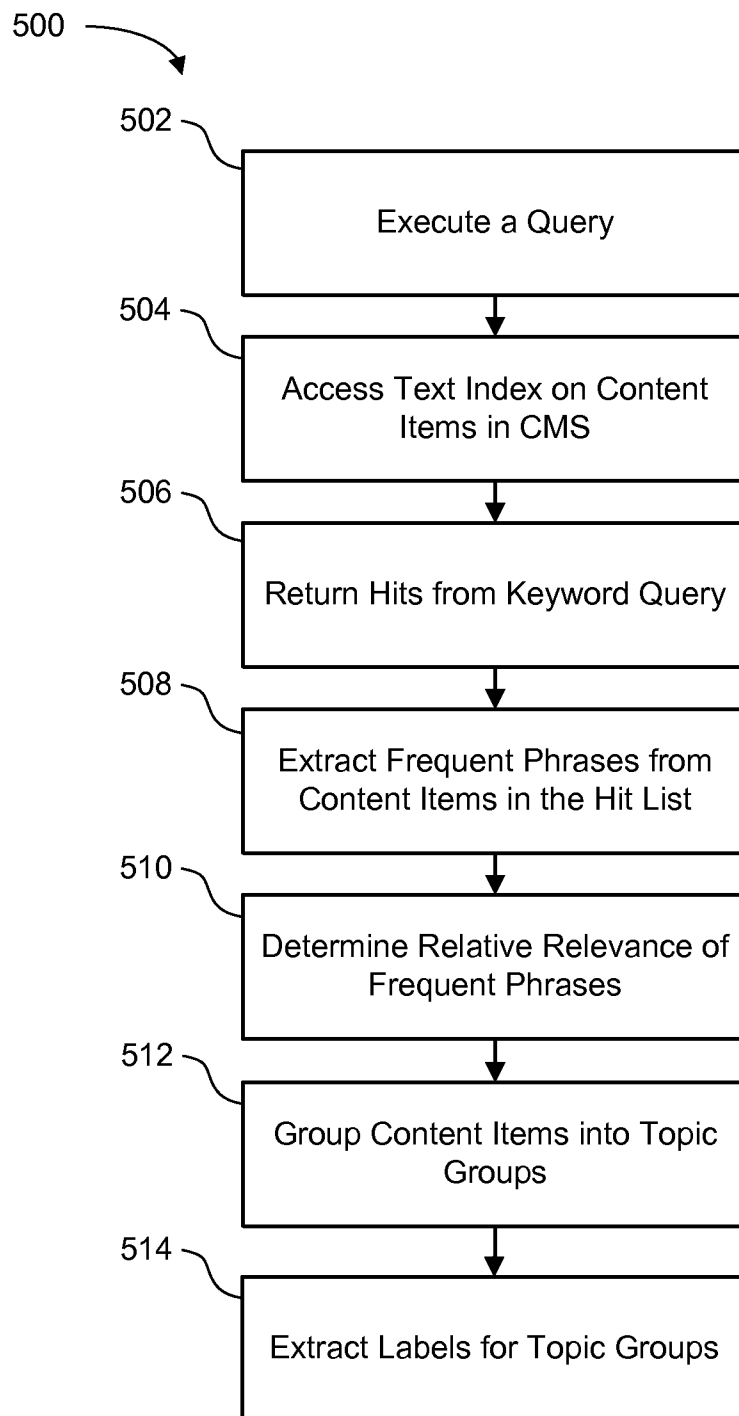 500
502
Execute a Query
504
Access Text Index on Content
Items in CMS
506
Return Hits from Keyword Query
508
Extract Frequent Phrases from
Content Items in the Hit List
510
Determine Relative Relevance of
Frequent Phrases
512
Group Content Items into Topic
Groups
514
Extract Labels for Topic Groups